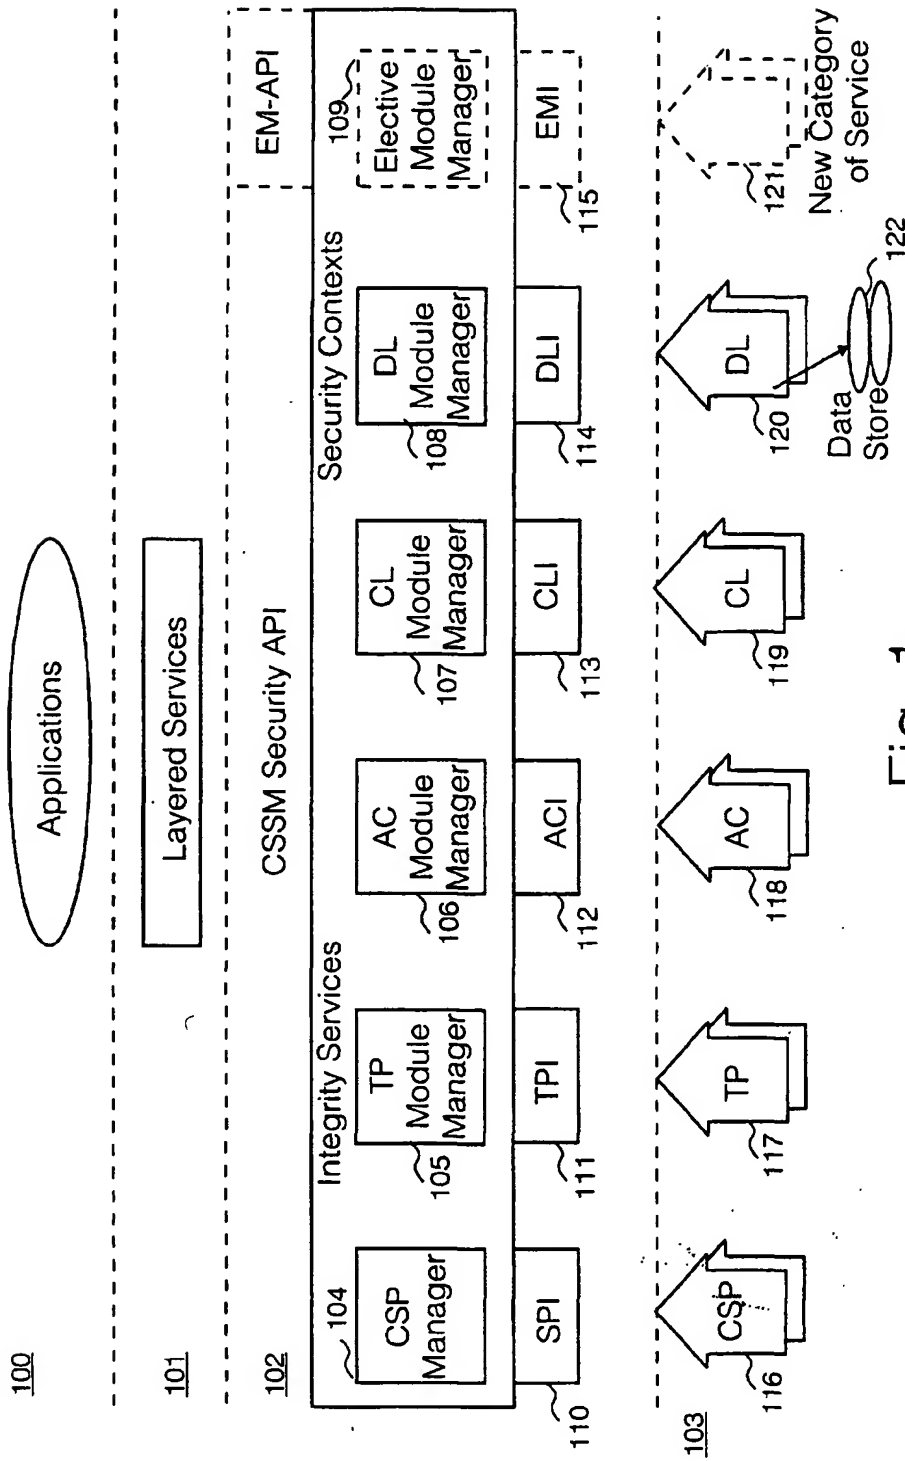 100
Applications
101
Layered Services
102
CSSM Security API
EM-API
Integrity Services
Security Contexts
104
CSP
Manager
105
TP
Module
Manager
106
AC
Module
Manager
107
CL
Module
Manager
108
DL
Module
Manager
109
Elective
Module
Manager
110
SPI
111
TPI
112
ACI
113
CLI
114
DLI
115
EMI
103
116
CSP
117
TP
118
AC
119
CL
120
DL
121
New Category
of Service
Data
Store
122
Fig. 1